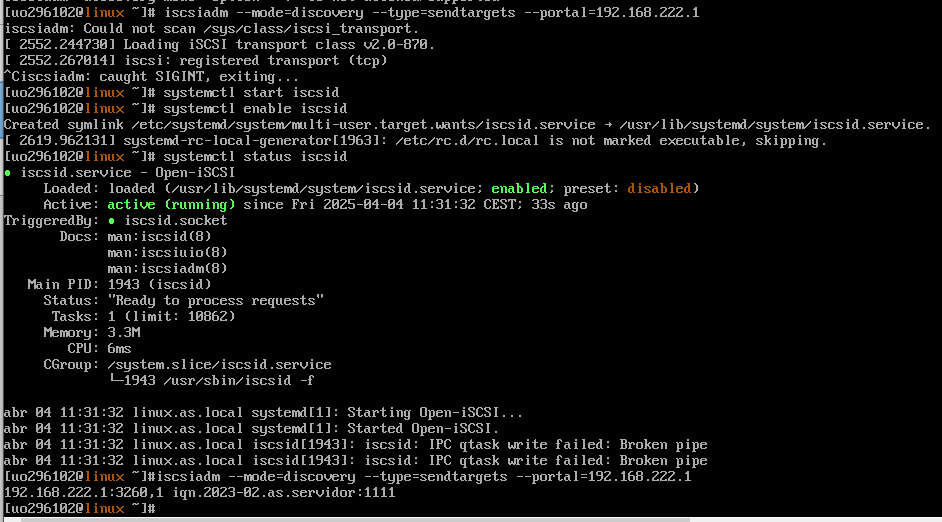 [uo296102@linux ~]# iscsiadm --mode=discovery --type=sendtargets --portal=192.168.222.1
iscsiadm: Could not scan /sys/class/iscsi_transport.
[ 2552.244730] Loading iSCSI transport class v2.0-870.
[ 2552.267014] iscsi: registered transport (tcp)
^Ciscsiadm: caught SIGINT, exiting...
[uo296102@linux ~]# systemctl start iscsid
[uo296102@linux ~]# systemctl enable iscsid
Created symlink /etc/systemd/system/multi-user.target.wants/iscsid.service → /usr/lib/systemd/system/iscsid.service.
[ 2619.962131] systemd-rc-local-generator[1963]: /etc/rc.d/rc.local is not marked executable, skipping.
[uo296102@linux ~]# systemctl status iscsid
● iscsid.service - Open-iSCSI
Loaded: loaded (/usr/lib/systemd/system/iscsid.service; enabled; preset: disabled)
Active: active (running) since Fri 2025-04-04 11:31:32 CEST; 33s ago
TriggeredBy: ● iscsid.socket
Docs: man:iscsid(8)
man:iscsiuio(8)
man:iscsiadm(8)
Main PID: 1943 (iscsid)
Status: "Ready to process requests"
Tasks: 1 (limit: 10862)
Memory: 3.3M
CPU: 6ms
CGroup: /system.slice/iscsid.service
└─1943 /usr/sbin/iscsid -f
abr 04 11:31:32 linux.as.local systemd[1]: Starting Open-iSCSI...
abr 04 11:31:32 linux.as.local systemd[1]: Started Open-iSCSI.
abr 04 11:31:32 linux.as.local iscsid[1943]: iscsid: IPC qtask write failed: Broken pipe
abr 04 11:31:32 linux.as.local iscsid[1943]: iscsid: IPC qtask write failed: Broken pipe
[uo296102@linux ~]#iscsiadm --mode=discovery --type=sendtargets --portal=192.168.222.1
192.168.222.1:3260,1 iqn.2023-02.as.servidor:1111
[uo296102@linux ~]#